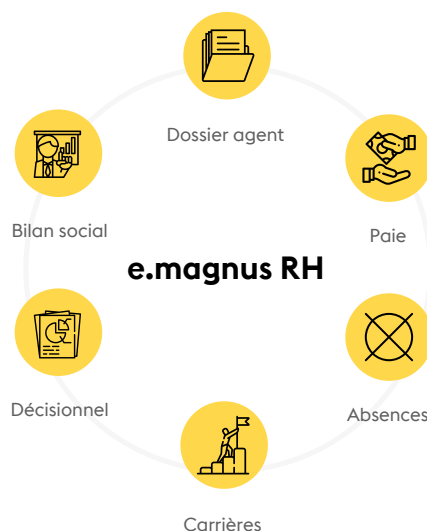 Dossier agent
Bilan social
Paie
e.magnus RH
Décisionnel
Absences
Carrières